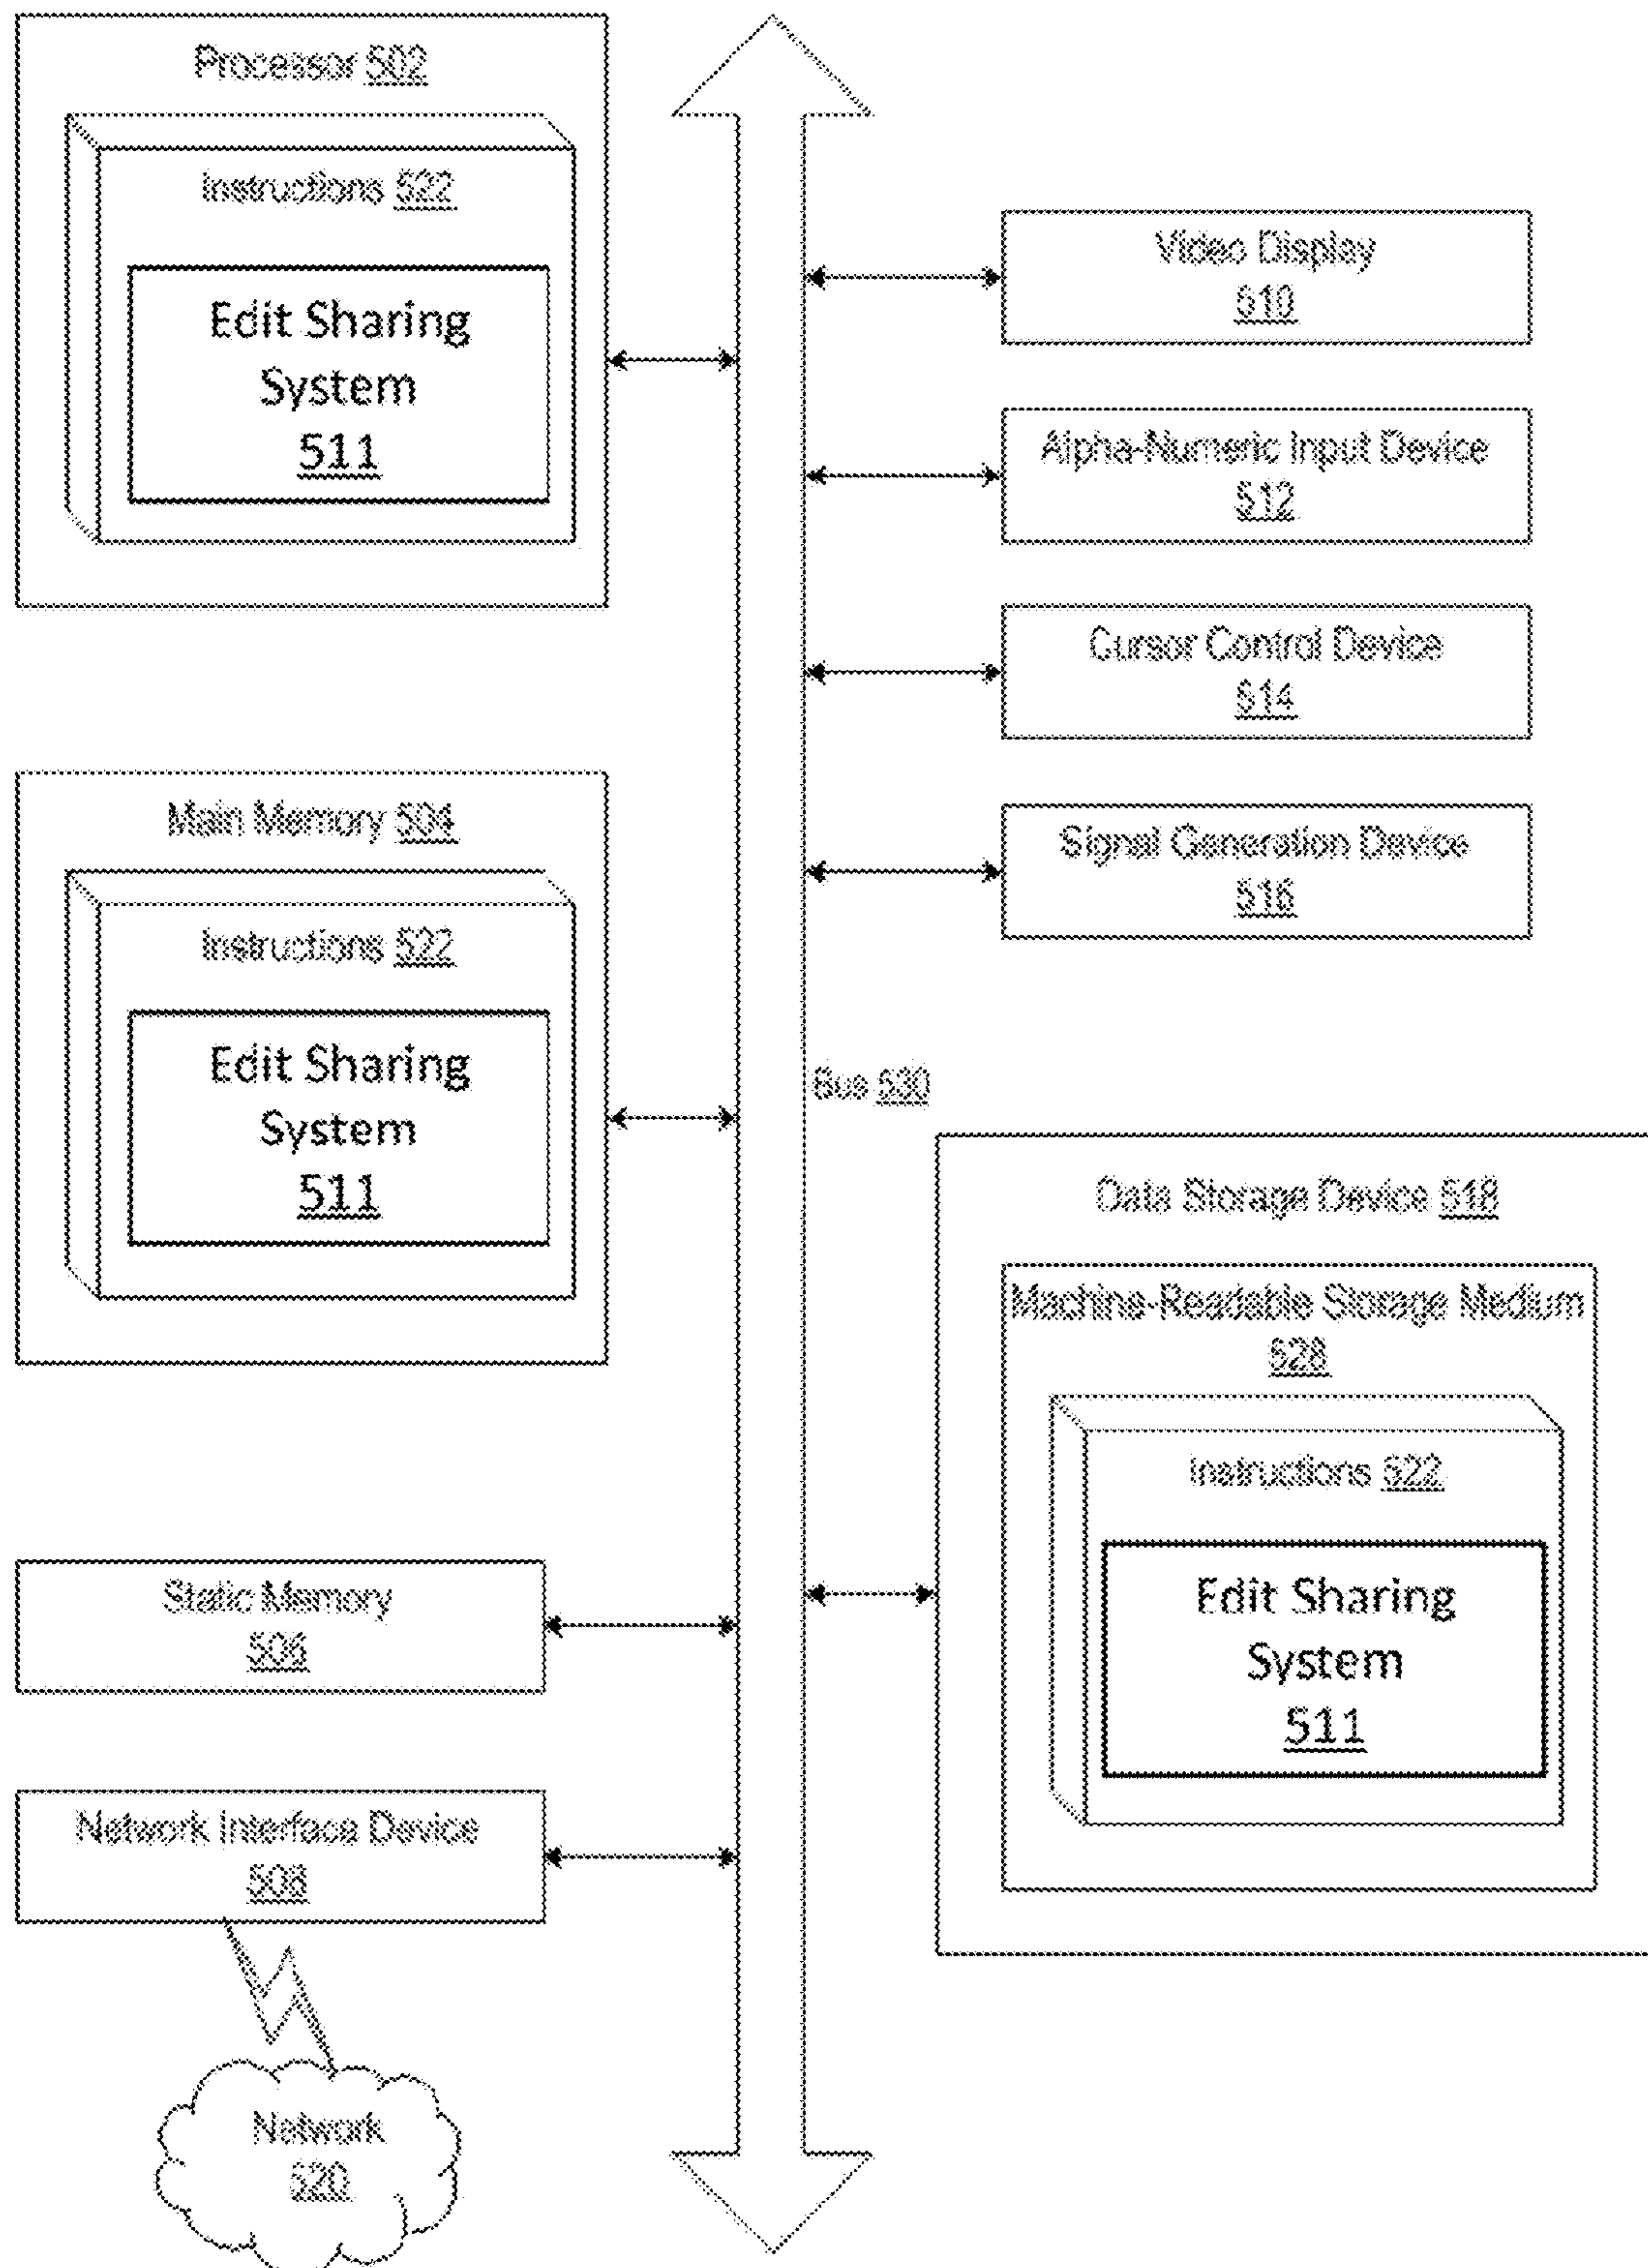 Processor 502
Instructions 522
Edit Sharing
System
511
Main Memory 504
Instructions 522
Edit Sharing
System
511
Static Memory
506
Network Interface Device
508
Network
520
Video Display
510
Alpha-Numeric Input Device
512
Cursor Control Device
514
Signal Generation Device
516
Bus 530
Data Storage Device 518
Machine-Readable Storage Medium
528
Instructions 522
Edit Sharing
System
511